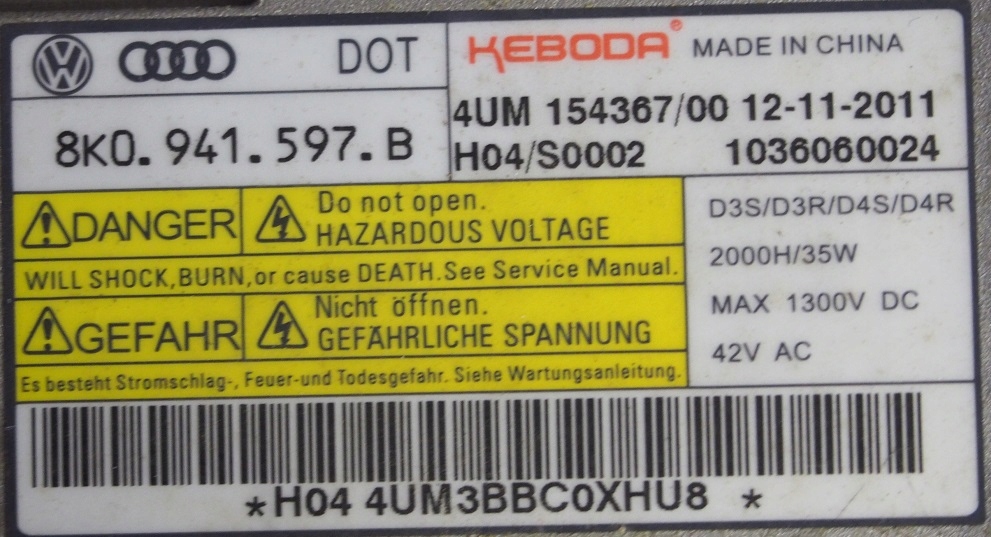 DOT
8K0. 941. 597. B
KEBODA® MADE IN CHINA
4UM 154367/00 12-11-2011
H04/S0002 1036060024
DANGER
Do not open.
HAZARDOUS VOLTAGE
WILL SHOCK,BURN,or cause DEATH.See Service Manual.
GEFAHR
Nicht öffnen.
GEFÄHRLICHE SPANNUNG
Es besteht Stromschlag-, Feuer-und Todesgefahr. Siehe Wartungsanleitung.
D3S/D3R/D4S/D4R
2000H/35W
MAX 1300V DC
42V AC
*H04 4UM3BBC0XHU8 *